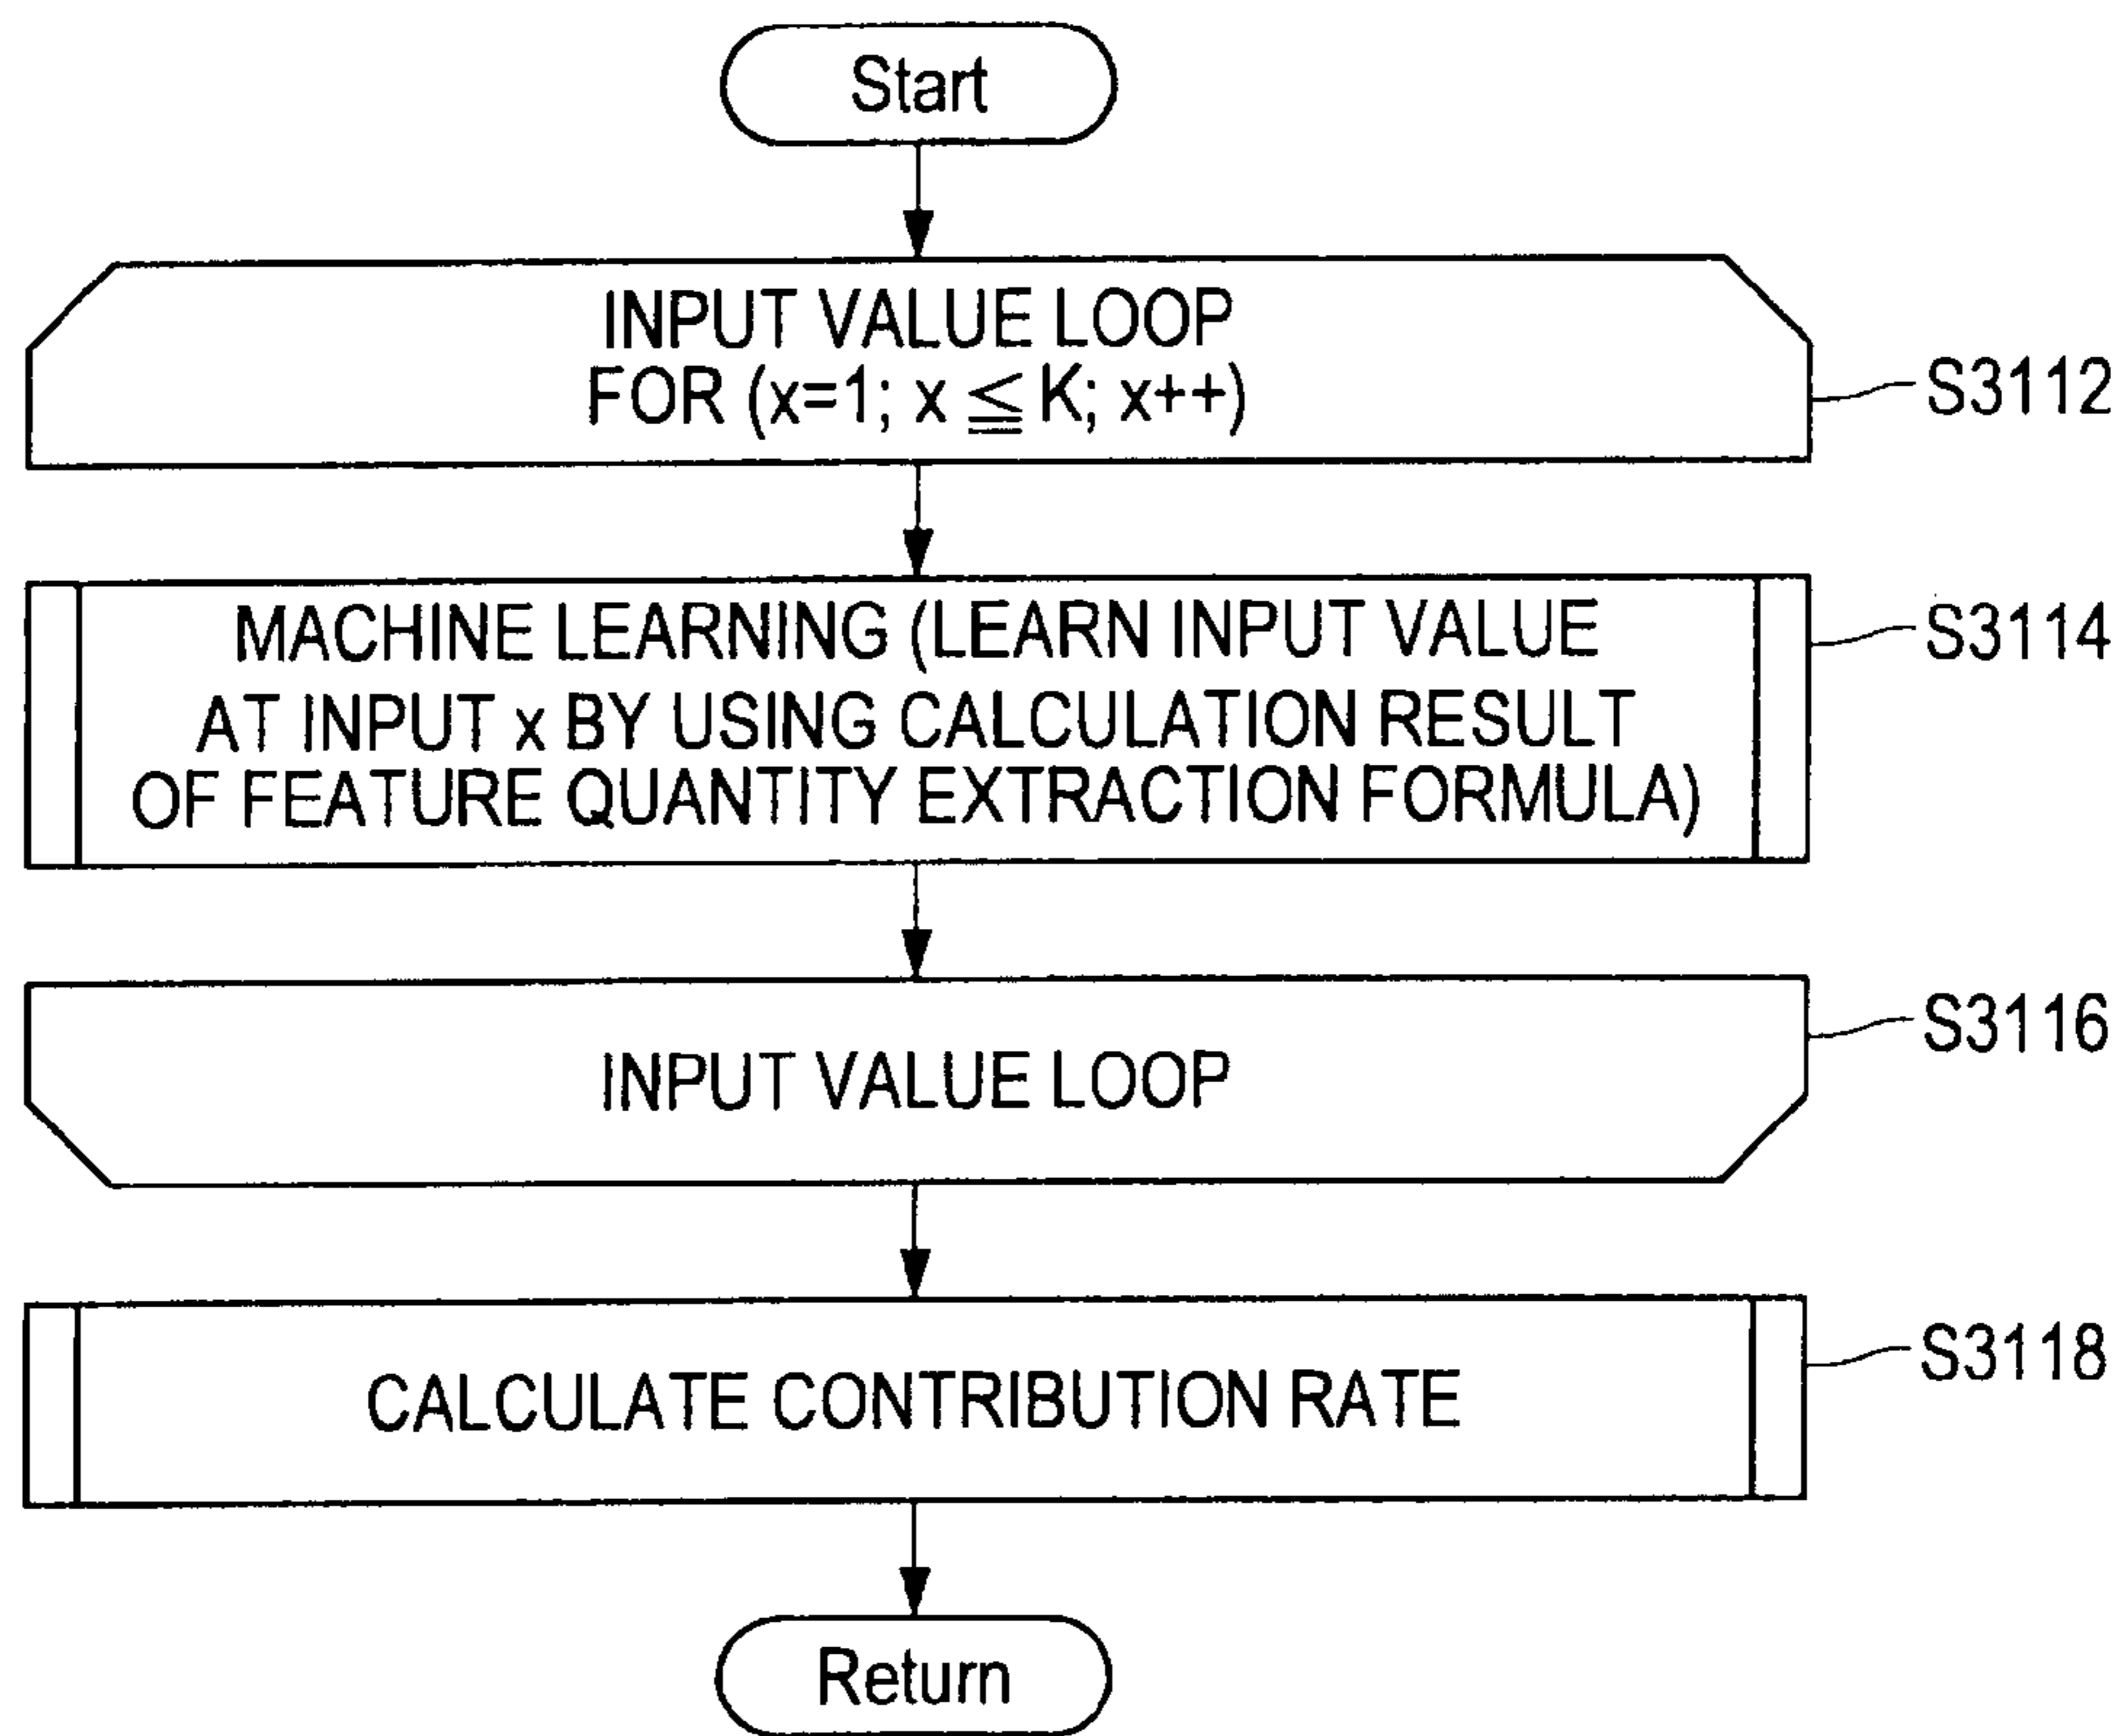 Start
INPUT VALUE LOOP
FOR (x=1; x ≦ K; x++)
S3112
MACHINE LEARNING (LEARN INPUT VALUE
AT INPUT x BY USING CALCULATION RESULT
OF FEATURE QUANTITY EXTRACTION FORMULA)
S3114
INPUT VALUE LOOP
S3116
CALCULATE CONTRIBUTION RATE
S3118
Return